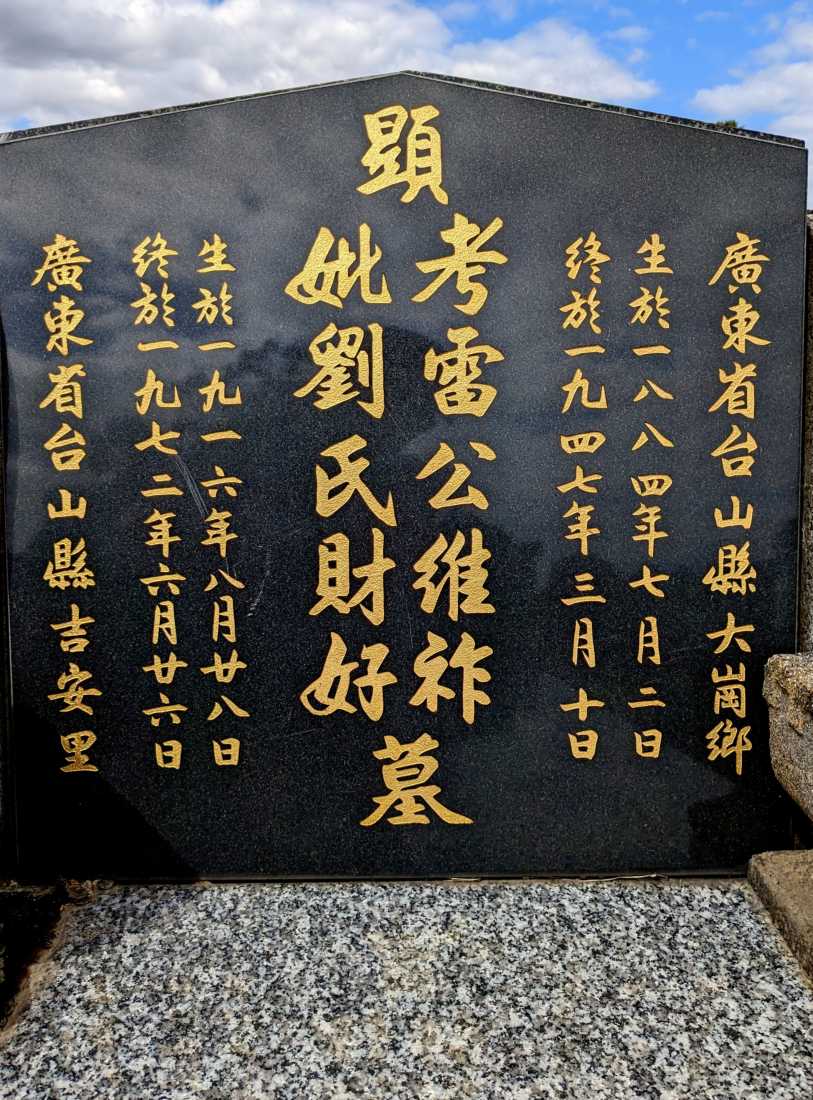 廣東省台山縣大崗鄉
生於一八八四年七月二日
終於一九四七年三月十日
顯
考雷公維祚
妣劉氏財好
墓
生於一九一六年八月廿八日
終於一九七二年六月廿六日
廣東省台山縣吉安里